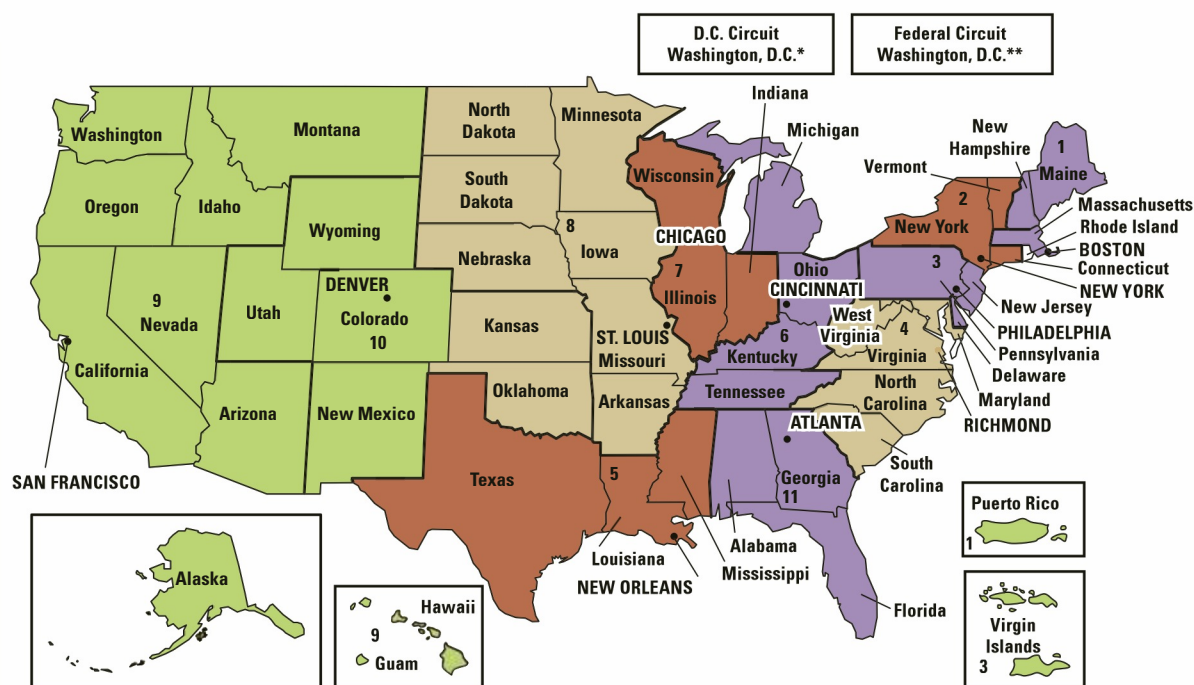 D.C. Circuit
Washington, D.C.*
Federal Circuit
Washington, D.C.**
Indiana
Michigan
New
Hampshire
Vermont
1
Maine
Massachusetts
Rhode Island
BOSTON
Connecticut
NEW YORK
New Jersey
PHILADELPHIA
Pennsylvania
Delaware
Maryland
RICHMOND
Washington
Montana
North
Dakota
Minnesota
Oregon
Idaho
South
Dakota
Wisconsin
2
New York
Wyoming
8
Iowa
CHICAGO
Nebraska
7
Illinois
Ohio
CINCINNATI
3
9
Nevada
Utah
DENVER
Colorado
10
Kansas
ST. LOUIS
Missouri
West
Virginia
4
Virginia
6
Kentucky
California
Arizona
New Mexico
Oklahoma
Arkansas
Tennessee
North
Carolina
ATLANTA
SAN FRANCISCO
Texas
5
Georgia
11
South
Carolina
Louisiana
NEW ORLEANS
Alabama
Mississippi
Florida
Alaska
Hawaii
9
Guam
Puerto Rico
1
Virgin
Islands
3